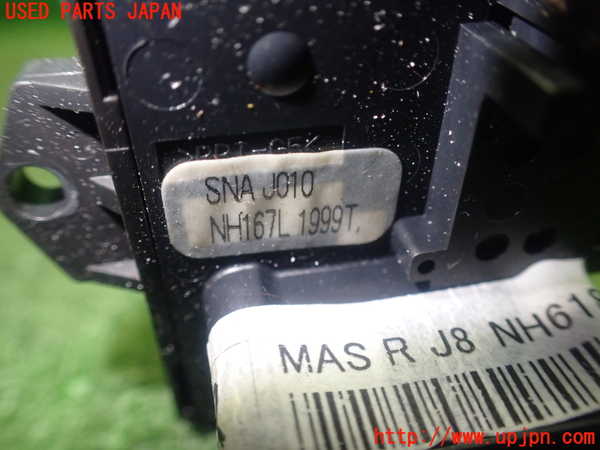 USED PARTS JAPAN
SNA J010
NH167L 1999T,
MAS R J8 NH61
http://www.upjpn.com/